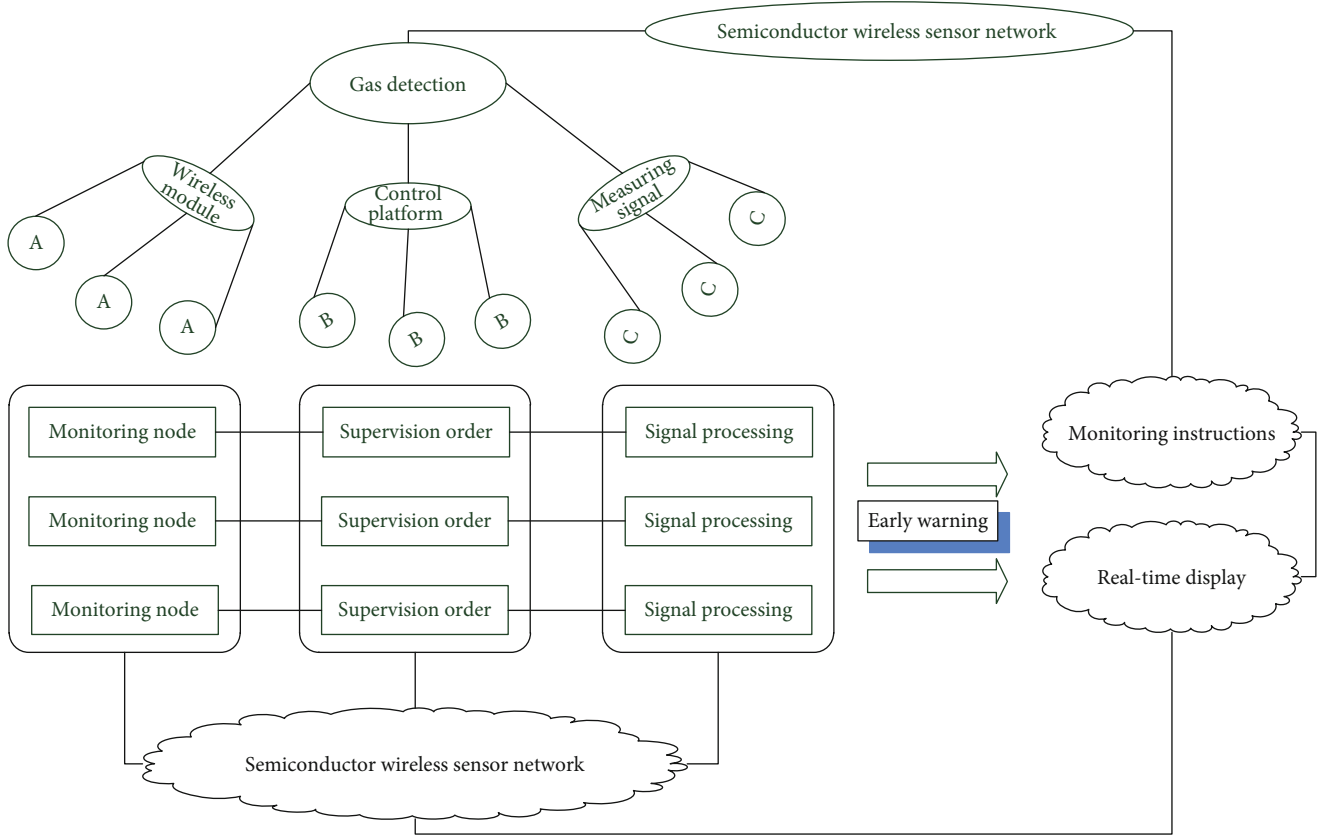 Semiconductor wireless sensor network
Gas detection
Wireless
module
Control
platform
Measuring
signal
A
A
A
B
B
B
C
C
C
Monitoring node
Supervision order
Signal processing
Monitoring node
Supervision order
Signal processing
Monitoring node
Supervision order
Signal processing
Early warning
Monitoring instructions
Real-time display
Semiconductor wireless sensor network